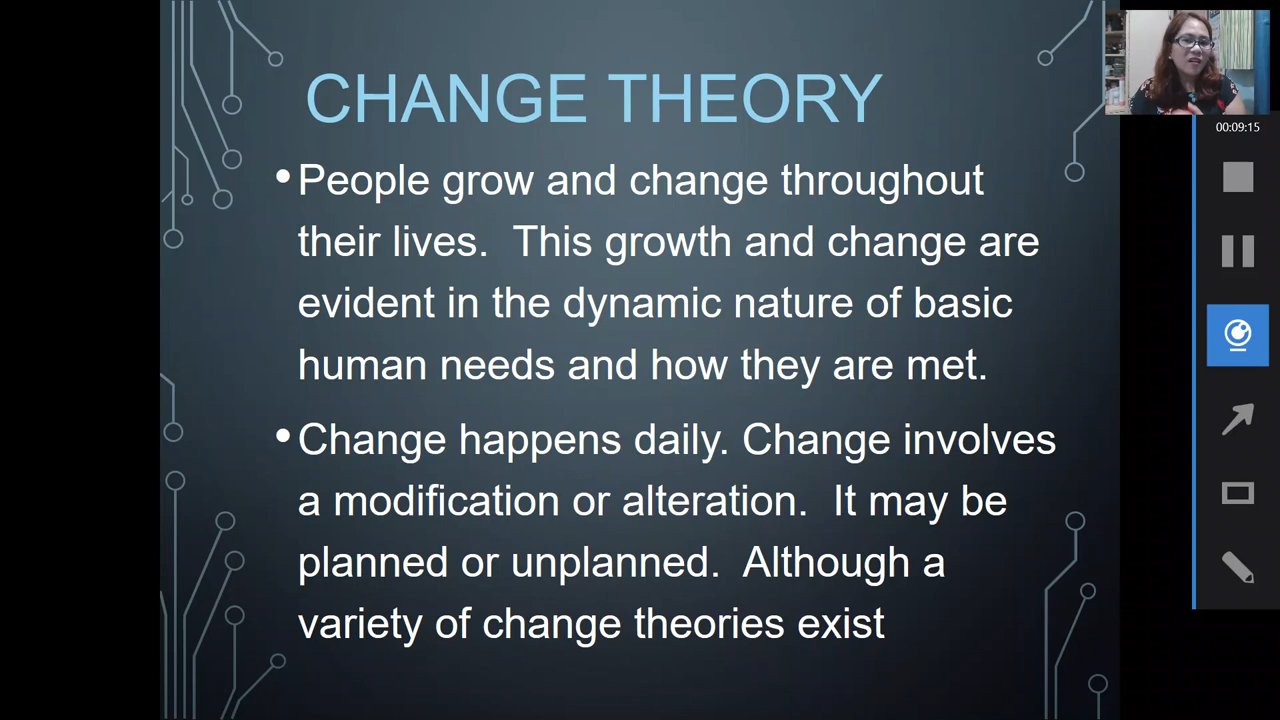 CHANGE THEORY
00:09:15
•People grow and change throughout
their lives.  This growth and change are
evident in the dynamic nature of basic
human needs and how they are met.
•Change happens daily. Change involves
a modification or alteration.  It may be
planned or unplanned.  Although a
variety of change theories exist